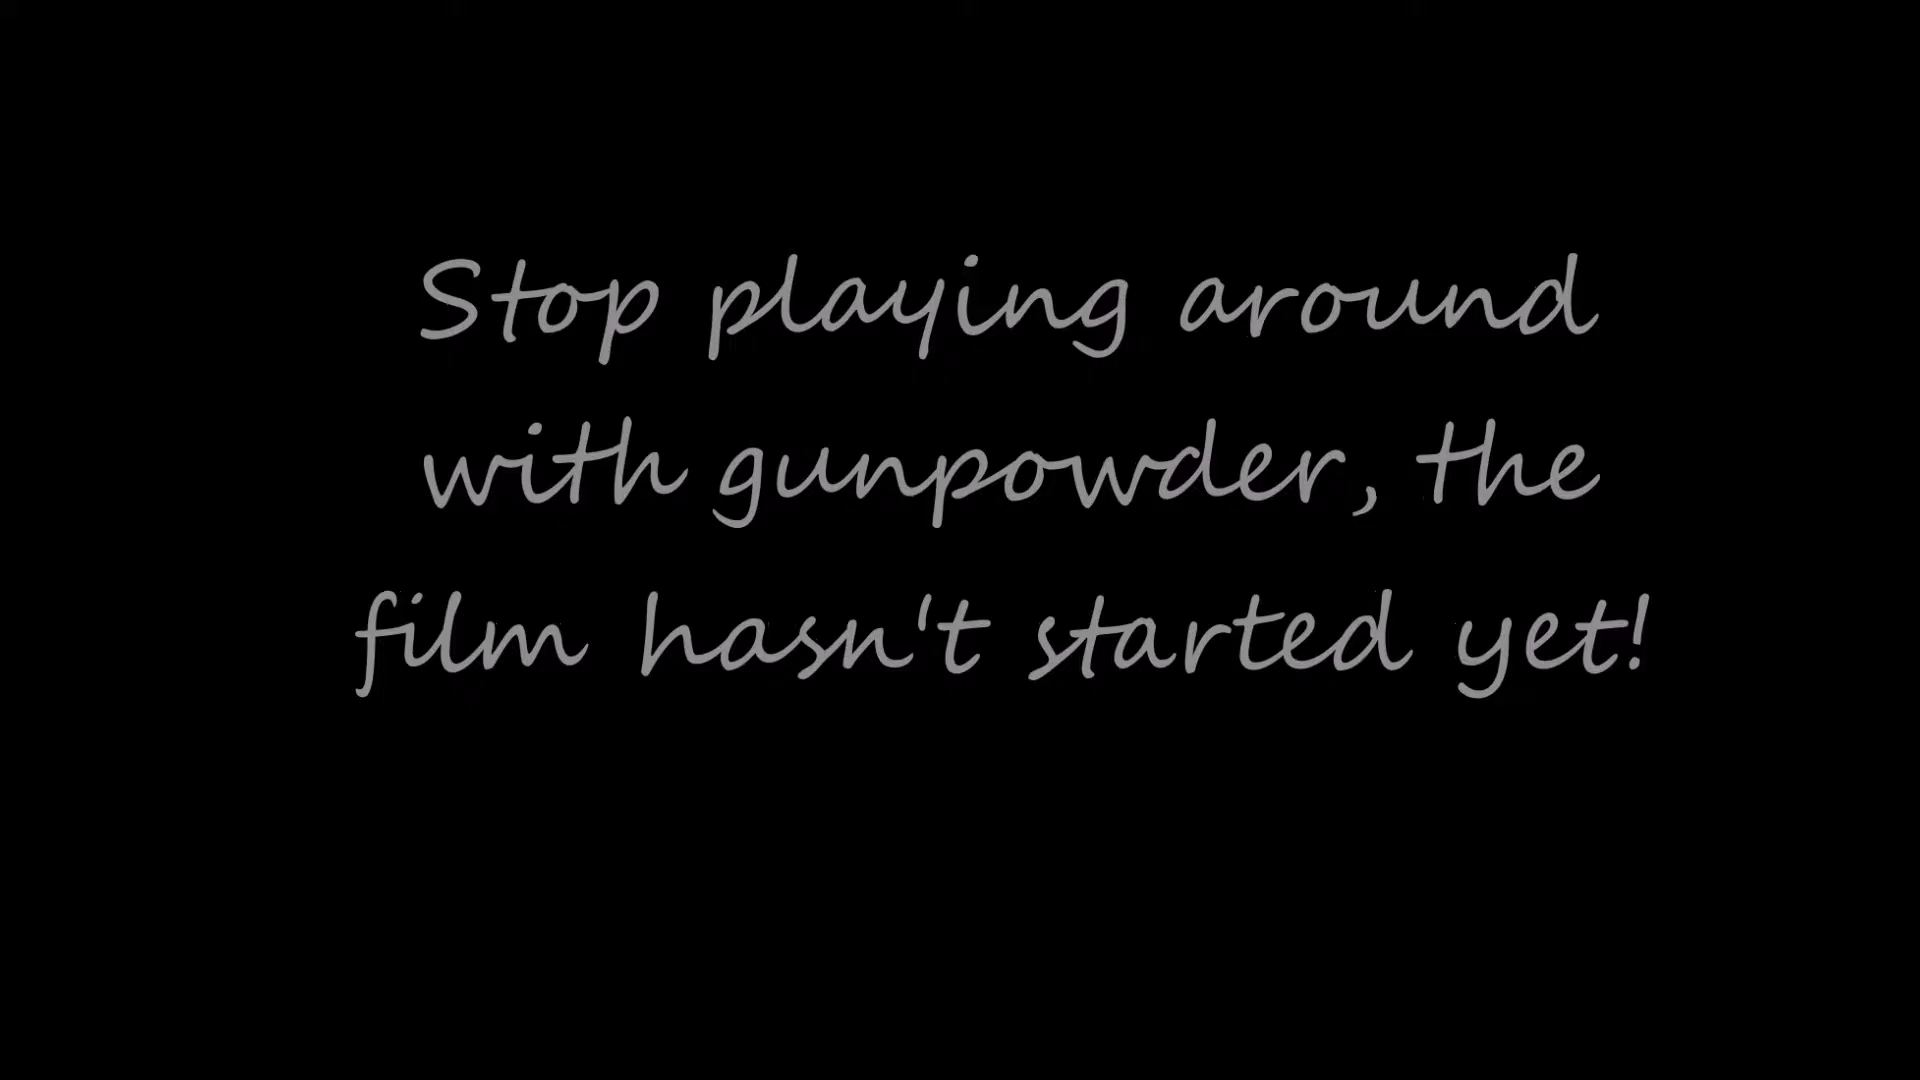 Stop playing around
with gunpowder, the
film hasn't started yet!